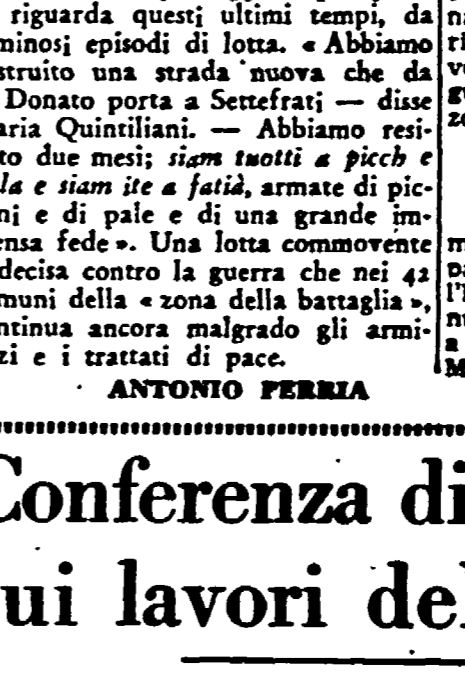 riguarda questi ultimi tempi, da
minosi episodi di lotta. « Abbiamo
struito una strada nuova che da
Donato porta a Settefrati — disse
aria Quintiliani. — Abbiamo resi-
to due mesi; siam tuotti a picch e
la e siam ite a fatià, armate di pic-
ni e di pale e di una grande im-
ensa fede ». Una lotta commovente
decisa contro la guerra che nei 42
muni della « zona della battaglia »,
ntinua ancora malgrado gli armi-
zi e i trattati di pace.
ANTONIO PERRIA
Conferenza di
ui lavori del